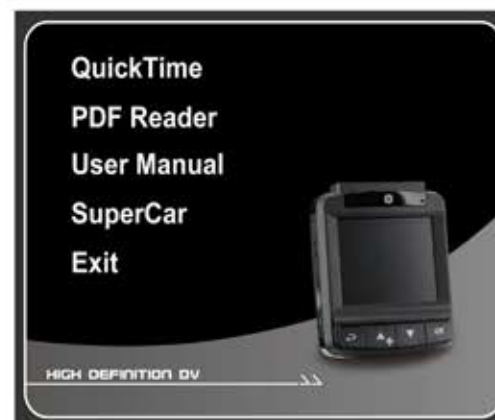 QuickTime
PDF Reader
User Manual
SuperCar
Exit
HIGH DEFINITION DV